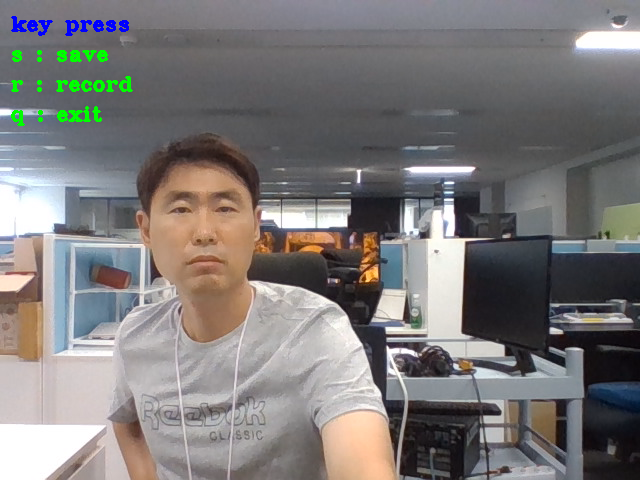 key press
s : save
r : record
q : exit
Reebok
CLASSIC